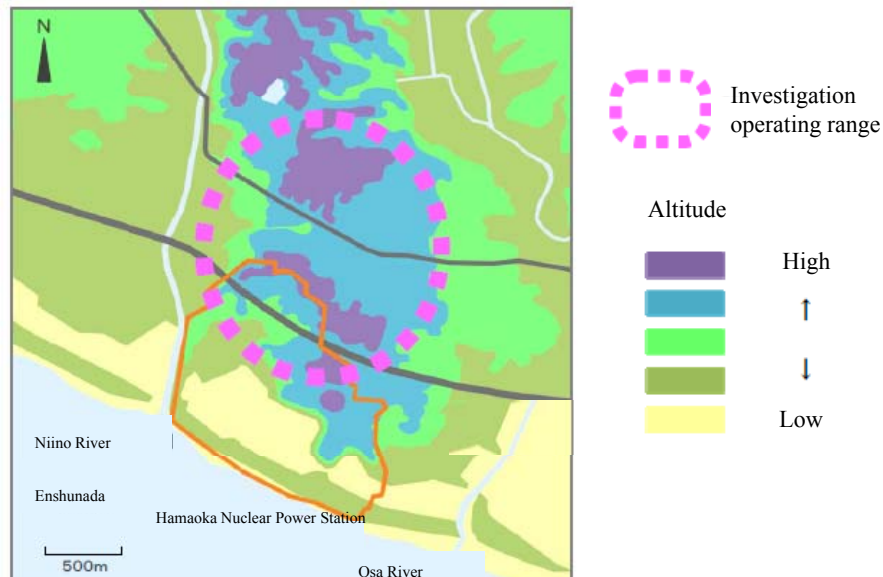 N
Investigation
operating range
Altitude
High
↑
↓
Low
Niino River
Enshunada
Hamaoka Nuclear Power Station
500m
Osa River